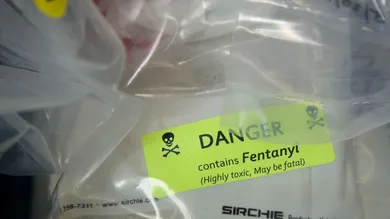 DANGER
contains Fentanyl
(Highly toxic, May be fatal)
www.sirchie.com
SIRCHIE